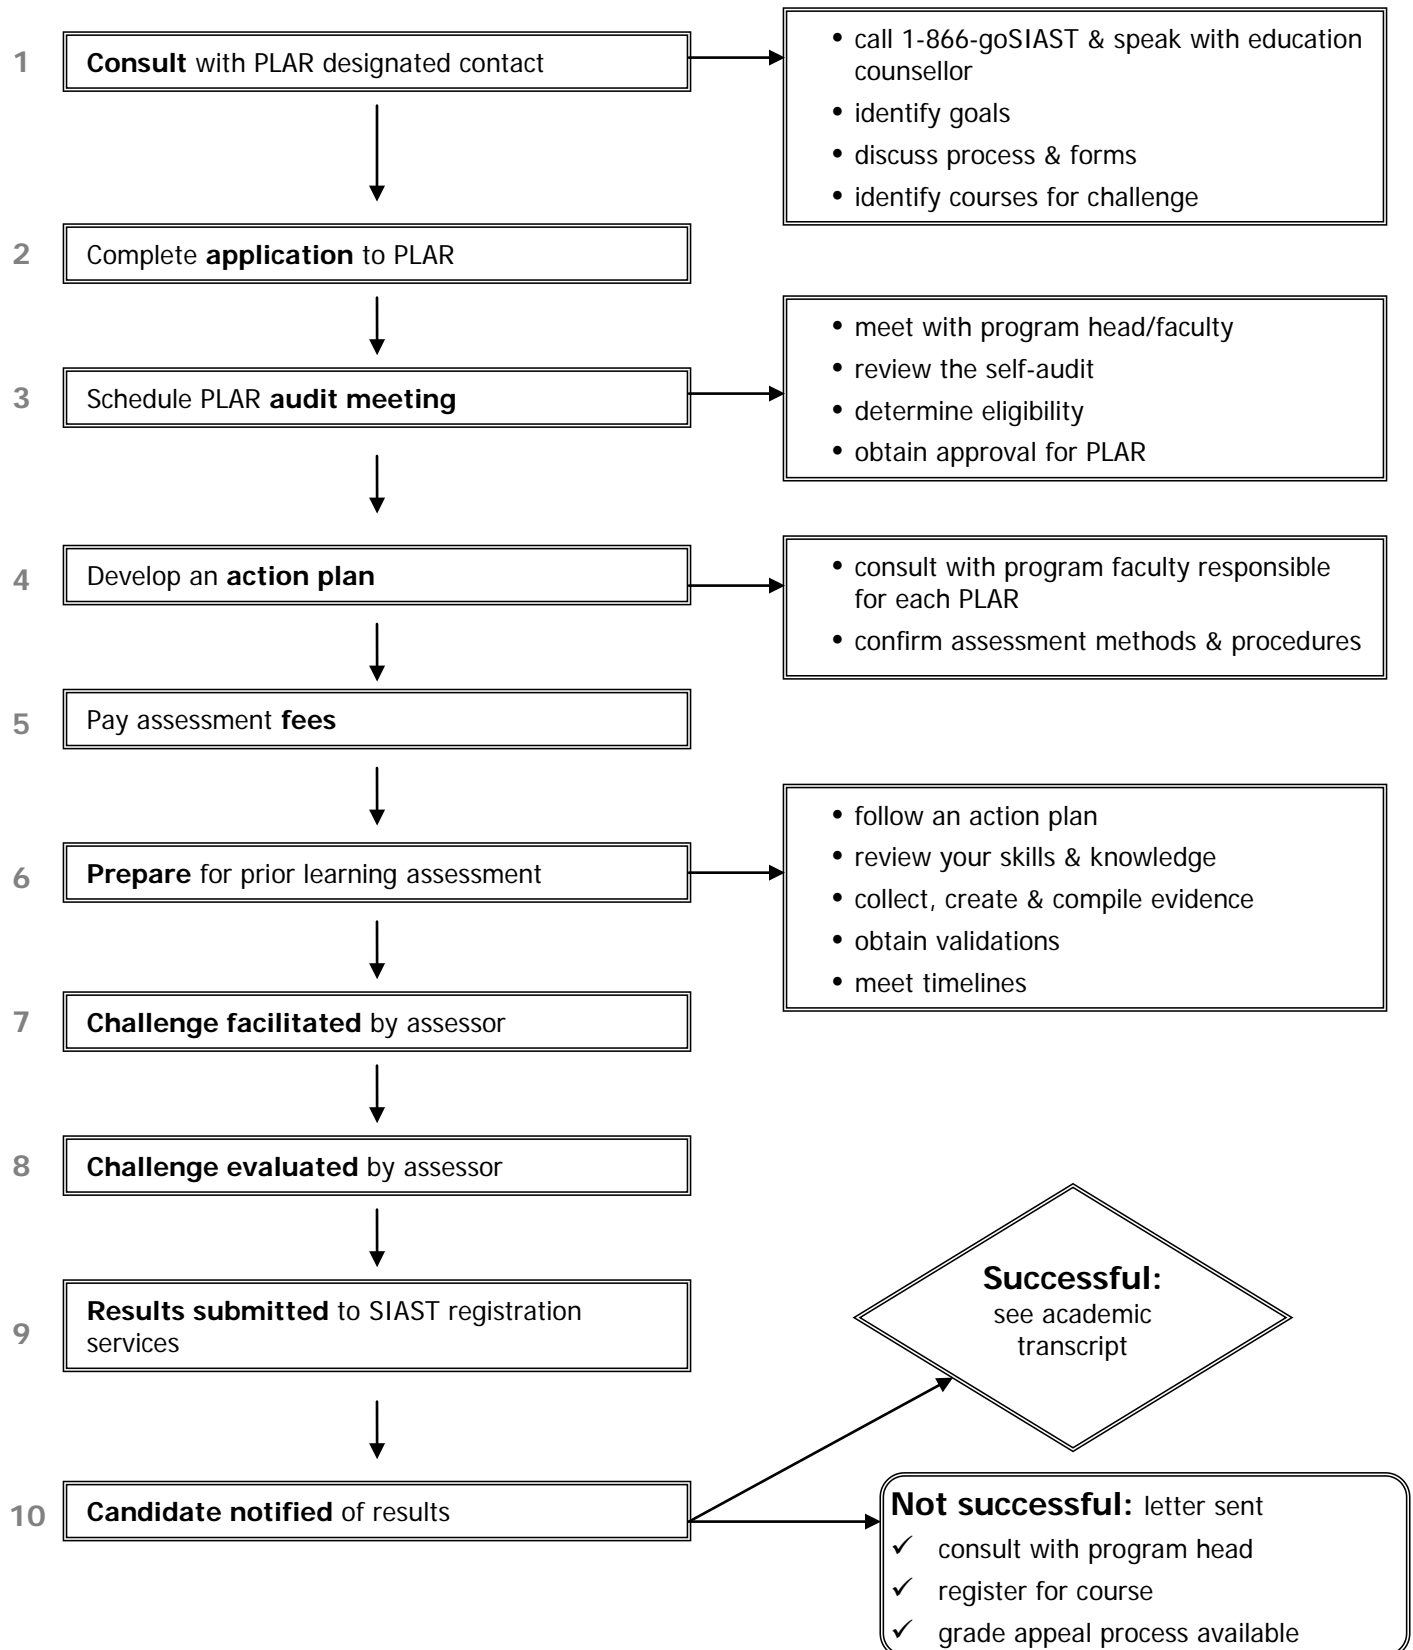 1 Consult with PLAR designated contact
• call 1-866-goSIAST & speak with education
counsellor
• identify goals
• discuss process & forms
• identify courses for challenge
2 Complete application to PLAR
3 Schedule PLAR audit meeting
• meet with program head/faculty
• review the self-audit
• determine eligibility
• obtain approval for PLAR
4 Develop an action plan
• consult with program faculty responsible
for each PLAR
• confirm assessment methods & procedures
5 Pay assessment fees
6 Prepare for prior learning assessment
• follow an action plan
• review your skills & knowledge
• collect, create & compile evidence
• obtain validations
• meet timelines
7 Challenge facilitated by assessor
8 Challenge evaluated by assessor
9 Results submitted to SIAST registration
services
10 Candidate notified of results
Successful:
see academic
transcript
Not successful: letter sent
✓ consult with program head
✓ register for course
✓ grade appeal process available